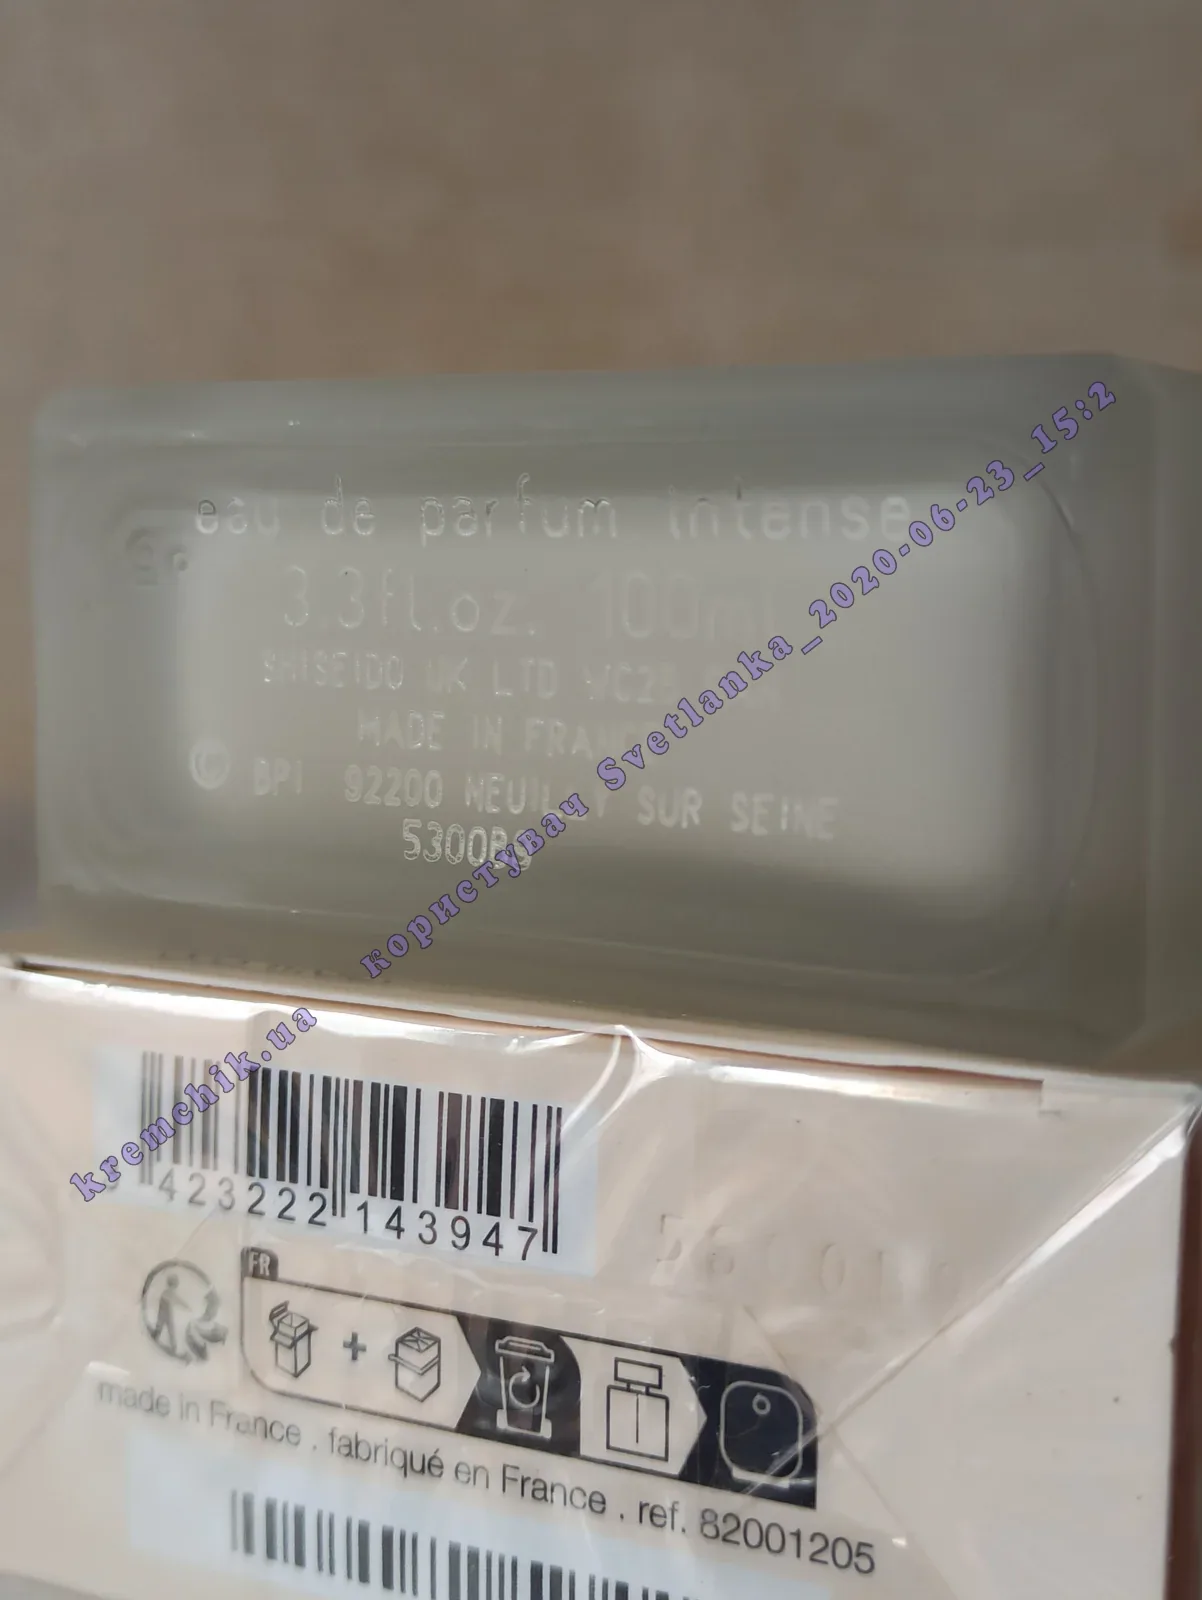 eau de parfum intense
3.3fl.oz. 100ml
SHISEIDO UK LTD
MADE IN FRANCE
© BPI 92200 NEUILLY SUR SEINE
5300BG
користувач Svetlanka_2020-06-23_15:2
kremchik.ua
423222 143947
FR
made in France . fabriqué en France . ref. 82001205